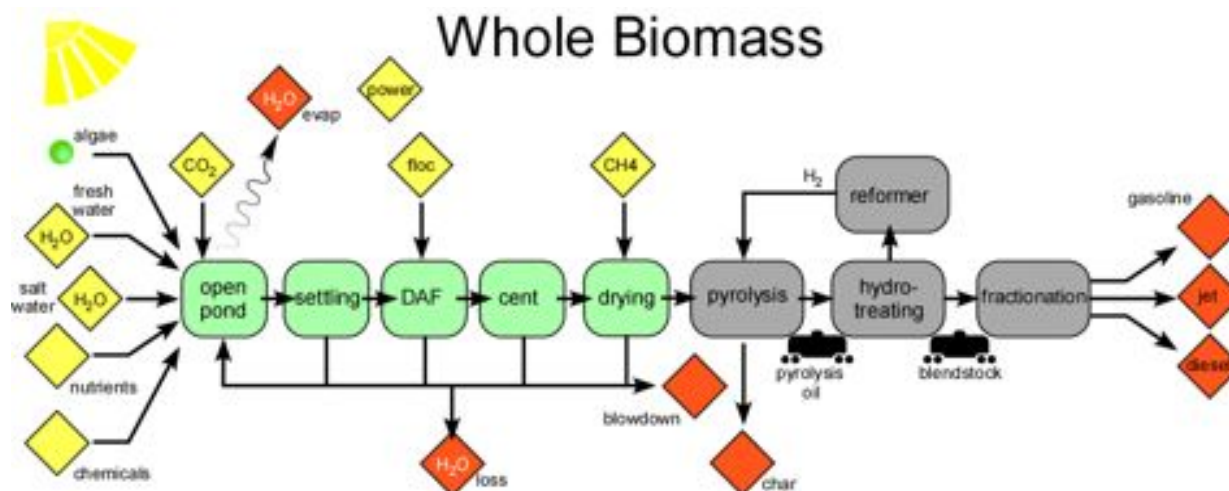 Whole Biomass
algae
fresh
water
H₂O
salt
water
H₂O
nutrients
chemicals
CO₂
H₂O
evap
power
floc
CH4
open
pond
settling
DAF
cent
drying
pyrolysis
H₂
reformer
hydro-
treating
fractionation
gasoline
jet
diesel
pyrolysis
oil
blendstock
blowdown
H₂O
loss
char